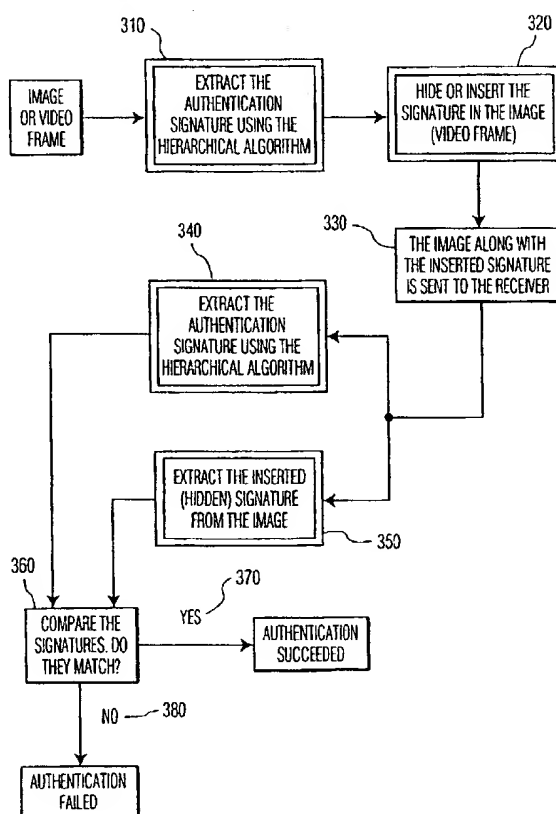 310
320
IMAGE
OR VIDEO
FRAME
EXTRACT THE
AUTHENTICATION
SIGNATURE USING THE
HIERARCHICAL ALGORITHM
HIDE OR INSERT
THE
SIGNATURE IN THE IMAGE
(VIDEO FRAME)
330
THE IMAGE ALONG WITH
THE INSERTED SIGNATURE
IS SENT TO THE RECEIVER
340
EXTRACT THE
AUTHENTICATION
SIGNATURE USING THE
HIERARCHICAL ALGORITHM
EXTRACT THE INSERTED
(HIDDEN) SIGNATURE
FROM THE IMAGE
350
360
COMPARE THE
SIGNATURES. DO
THEY MATCH?
370
YES
AUTHENTICATION
SUCCEEDED
NO
380
AUTHENTICATION
FAILED